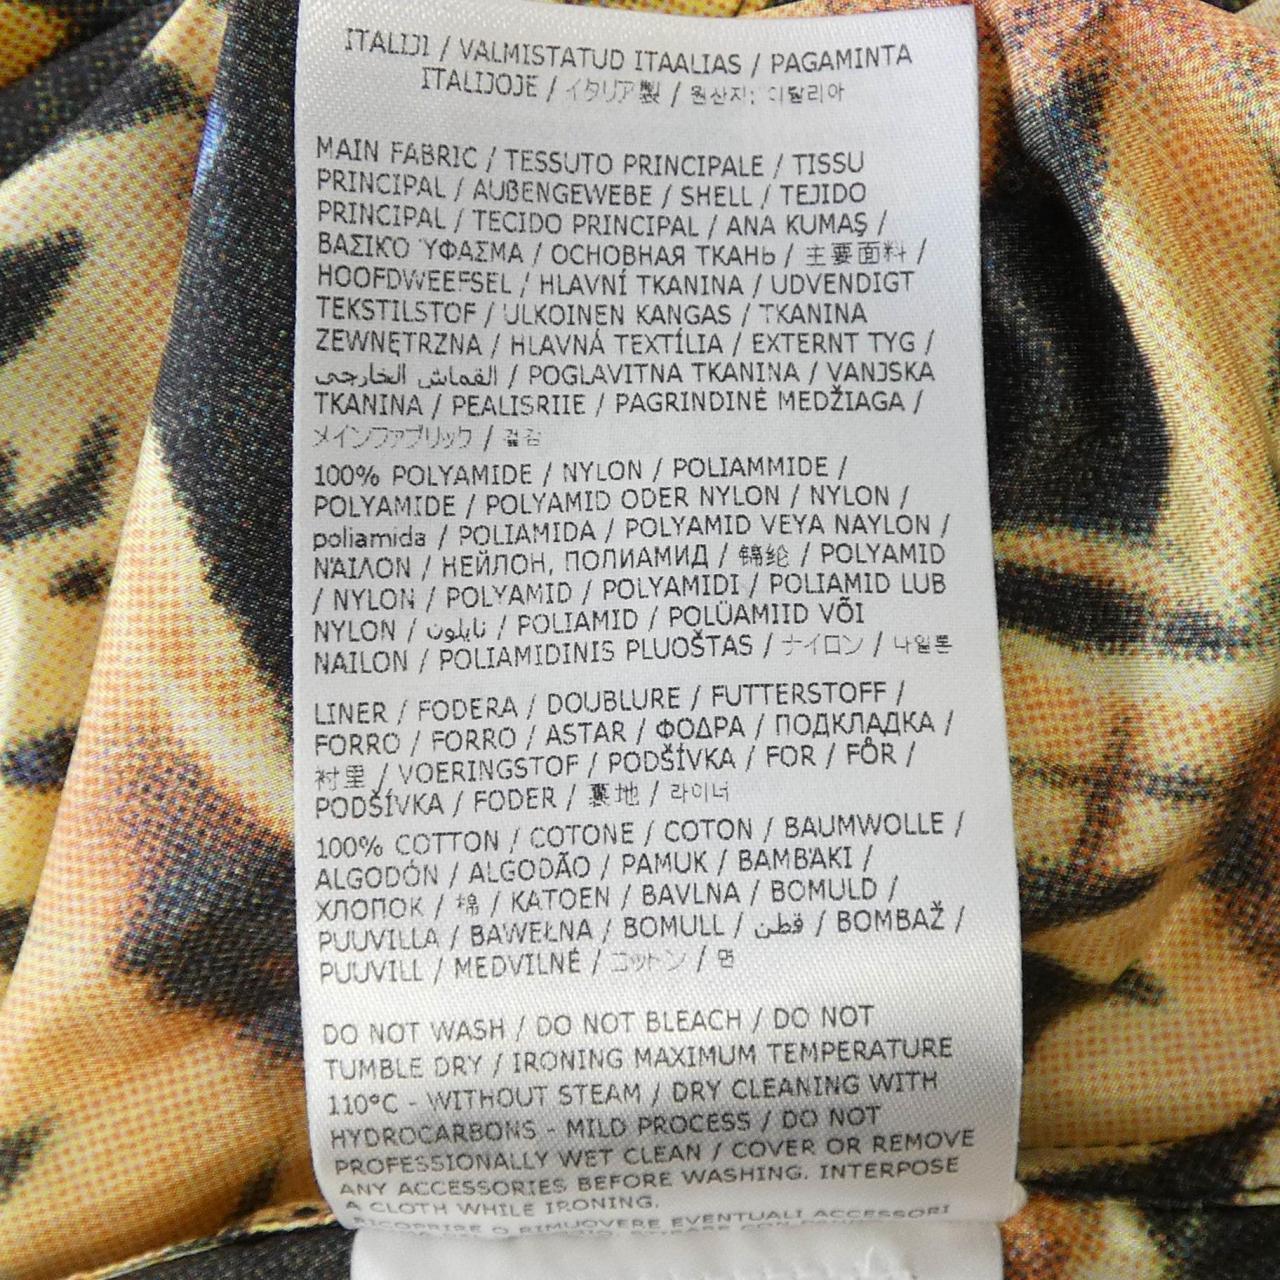 ITALIJI / VALMISTATUD ITAALIAS / PAGAMINTA
ITALIJOJE / イタリア製 / 원산지: 이탈리아
MAIN FABRIC / TESSUTO PRINCIPALE / TISSU
PRINCIPAL / AUßENGEWEBE / SHELL / TEJIDO
PRINCIPAL / TECIDO PRINCIPAL / ANA KUMAŞ /
ΒΑΣΙΚΌ ΎΦΑΣΜΑ / ОСНОВНАЯ ТКАНЬ / 主要面料 /
HOOFDWEEFSEL / HLAVNÍ TKANINA / UDVENDIGT
TEKSTILSTOF / ULKOINEN KANGAS / TKANINA
ZEWNĘTRZNA / HLAVNÁ TEXTÍLIA / EXTERNT TYG /
القماش الخارجي / POGLAVITNA TKANINA / VANJSKA
TKANINA / PEALISRIIE / PAGRINDINĖ MEDŽIAGA /
メインファブリック / 겉감
100% POLYAMIDE / NYLON / POLIAMMIDE /
POLYAMIDE / POLYAMID ODER NYLON / NYLON /
poliamida / POLIAMIDA / POLYAMID VEYA NAYLON /
ΝΆΙΛΟΝ / НЕЙЛОН, ПОЛИАМИД / 锦纶 / POLYAMID
/ NYLON / POLYAMID / POLYAMIDI / POLIAMID LUB
NYLON / نايلون / POLIAMID / POLÜAMIID VÕI
NAILON / POLIAMIDINIS PLUOŠTAS / ナイロン / 나일론
LINER / FODERA / DOUBLURE / FUTTERSTOFF /
FORRO / FORRO / ASTAR / ΦΟΔΡΑ / ПОДКЛАДКА /
衬里 / VOERINGSTOF / PODŠÍVKA / FOR / FÔR /
PODŠÍVKA / FODER / 裏地 / 라이너
100% COTTON / COTONE / COTON / BAUMWOLLE /
ALGODÓN / ALGODÃO / PAMUK / ΒΑΜΒΆΚΙ /
ХЛОПОК / 棉 / KATOEN / BAVLNA / BOMULD /
PUUVILLA / BAWEŁNA / BOMULL / قطن / BOMBAŽ /
PUUVILL / MEDVILNĖ / コットン / 면
DO NOT WASH / DO NOT BLEACH / DO NOT
TUMBLE DRY / IRONING MAXIMUM TEMPERATURE
110°C - WITHOUT STEAM / DRY CLEANING WITH
HYDROCARBONS - MILD PROCESS / DO NOT
PROFESSIONALLY WET CLEAN / COVER OR REMOVE
ANY ACCESSORIES BEFORE WASHING. INTERPOSE
A CLOTH WHILE IRONING.
RICOPRIRE O RIMUOVERE EVENTUALI ACCESSORI